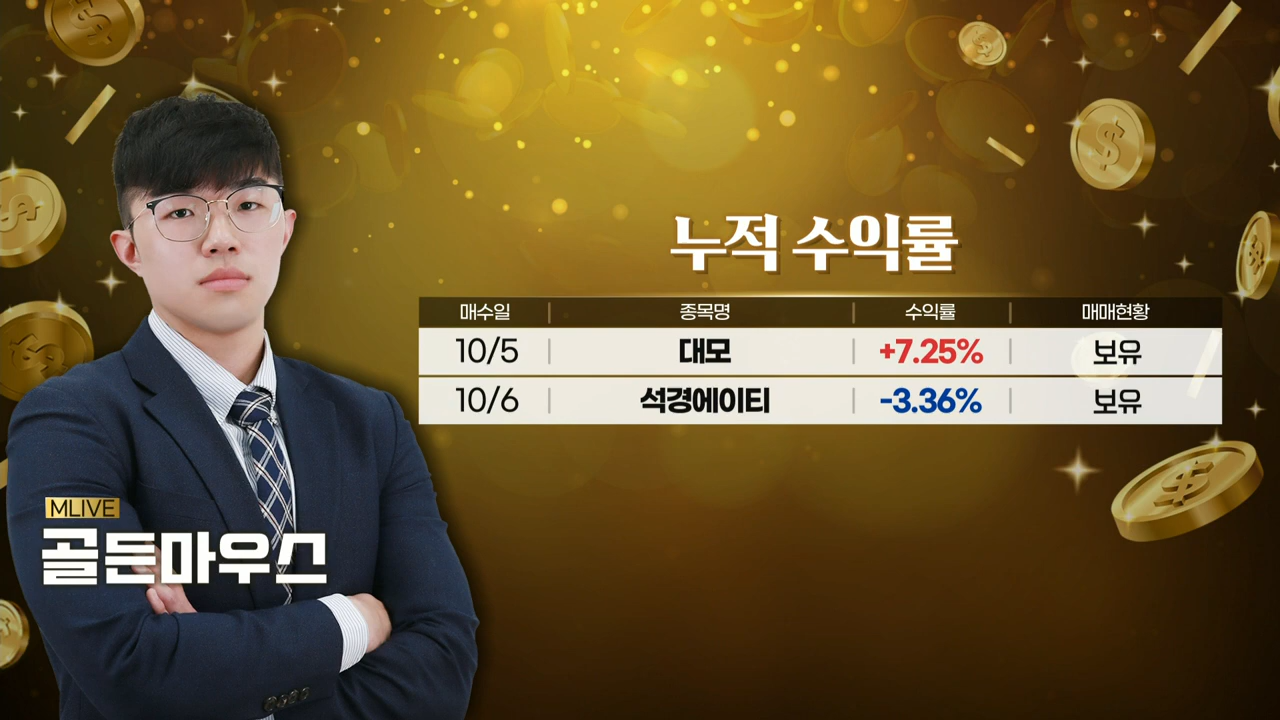 누적 수익률
매수일 | 종목명 | 수익률 | 매매현황
10/5 | 대모 | +7.25% | 보유
10/6 | 석경에이티 | -3.36% | 보유
MLIVE
골든마우스